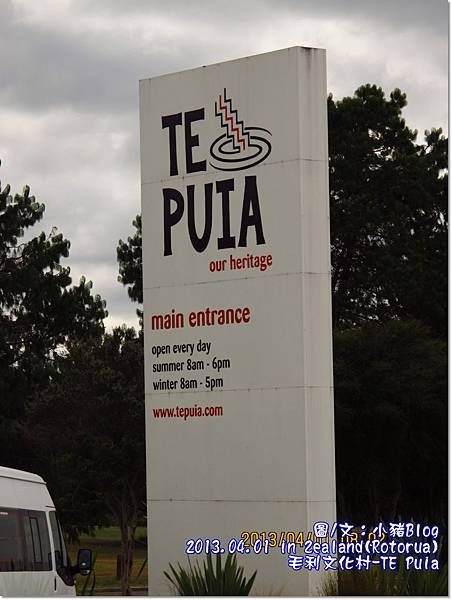 TE
PUIA
our heritage
main entrance
open every day
summer 8am - 6pm
winter 8am - 5pm
www.tepuia.com
圖/文：小豬Blog
2013.04.01 in Zealand(Rotorua)
毛利文化村-TE Puia